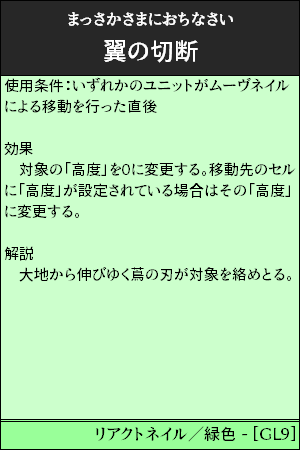 まっさかさまにおちなさい
翼の切断
使用条件：いずれかのユニットがムーヴネイル
による移動を行った直後
効果
　対象の「高度」を0に変更する。移動先のセル
に「高度」が設定されている場合はその「高度」
に変更する。
解説
　大地から伸びゆく蔦の刃が対象を絡めとる。
リアクトネイル／緑色 - [GL9]